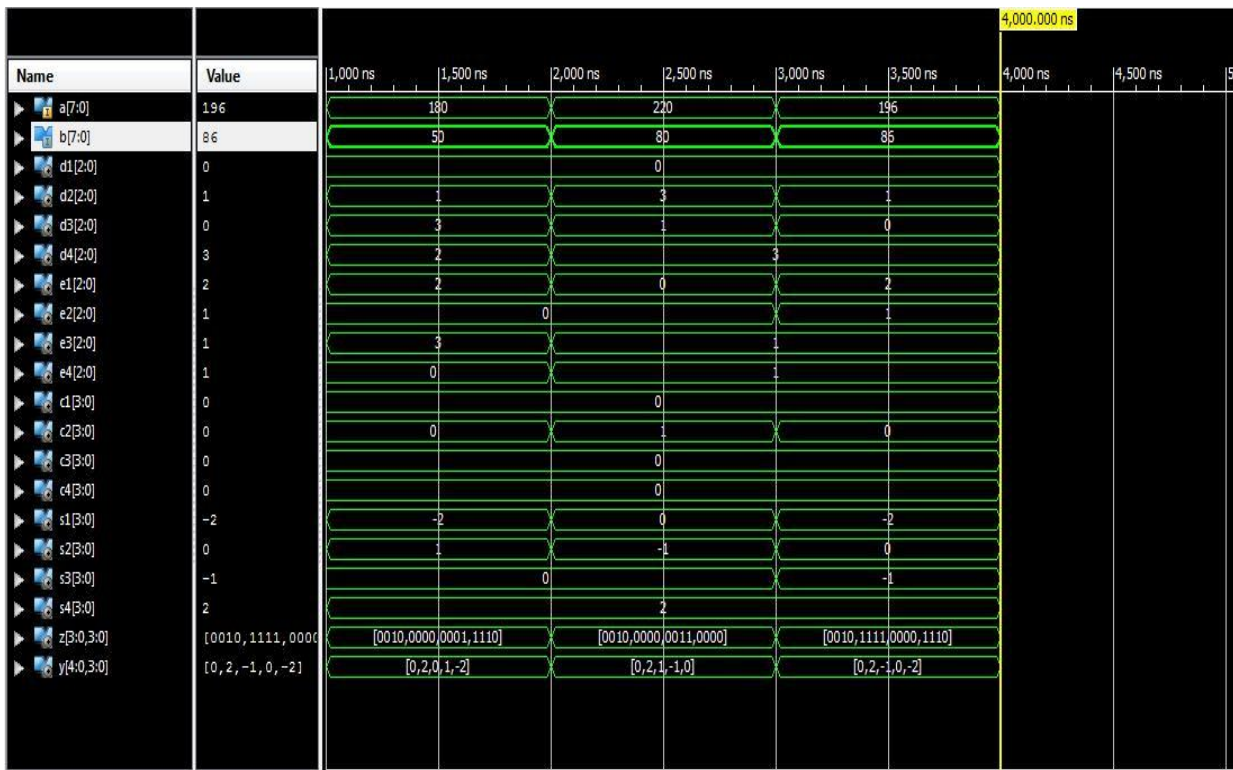 4,000.000 ns
Name Value 1,000 ns 1,500 ns 2,000 ns 2,500 ns 3,000 ns 3,500 ns 4,000 ns 4,500 ns 5
a[7:0] 196 180 220 196
b[7:0] 86 50 80 86
d1[2:0] 0 0
d2[2:0] 1 1 3 1
d3[2:0] 0 3 1 0
d4[2:0] 3 2 3
e1[2:0] 2 2 0 2
e2[2:0] 1 0 1
e3[2:0] 1 3 1
e4[2:0] 1 0 1
c1[3:0] 0 0
c2[3:0] 0 0 1 0
c3[3:0] 0 0
c4[3:0] 0 0
s1[3:0] -2 -2 0 -2
s2[3:0] 0 1 -1 0
s3[3:0] -1 0 -1
s4[3:0] 2 2
z[3:0,3:0] [0010,1111,0000 [0010,0000,0001,1110] [0010,0000,0011,0000] [0010,1111,0000,1110]
y[4:0,3:0] [0,2,-1,0,-2] [0,2,0,1,-2] [0,2,1,-1,0] [0,2,-1,0,-2]